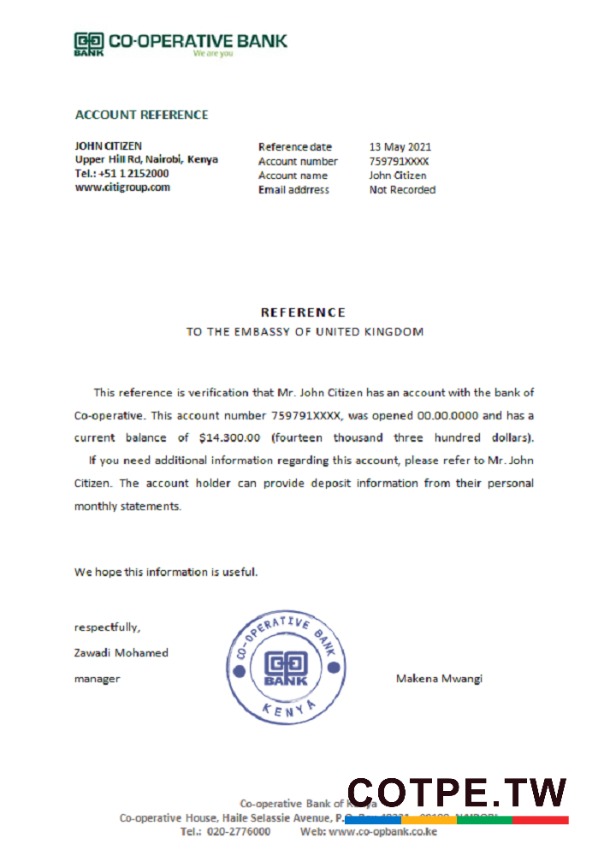 BANK
CO-OPERATIVE BANK
We are you
ACCOUNT REFERENCE
JOHN CITIZEN
Upper Hill Rd, Nairobi, Kenya
Tel.: +51 1 2152000
www.citigroup.com
Reference date 13 May 2021
Account number 759791XXXX
Account name John Citizen
Email addrress Not Recorded
REFERENCE
TO THE EMBASSY OF UNITED KINGDOM
This reference is verification that Mr. John Citizen has an account with the bank of
Co-operative. This account number 759791XXXX, was opened 00.00.0000 and has a
current balance of $14.300.00 (fourteen thousand three hundred dollars).
If you need additional information regarding this account, please refer to Mr. John
Citizen. The account holder can provide deposit information from their personal
monthly statements.
We hope this information is useful.
respectfully,
Zawadi Mohamed
manager
CO-OPERATIVE BANK
BANK
KENYA
Makena Mwangi
COTPE.TW
Co-operative Bank of Kenya
Co-operative House, Haile Selassie Avenue,
Tel.: 020-2776000 Web: www.co-opbank.co.ke